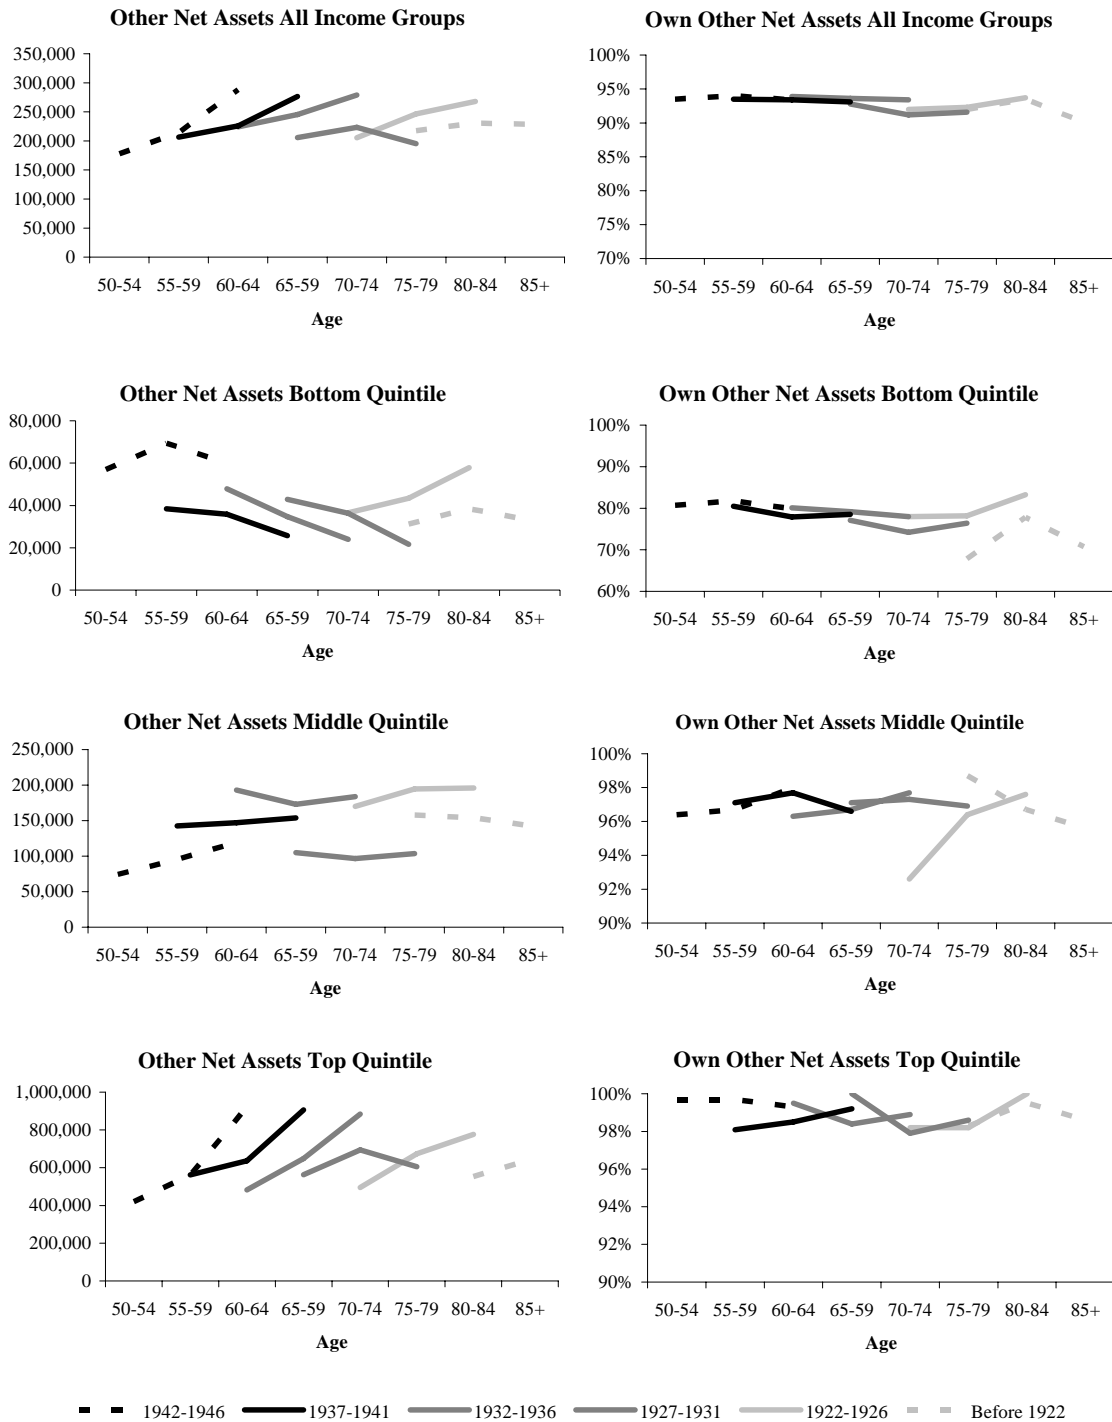 Other Net Assets All Income Groups
350,000
300,000
250,000
200,000
150,000
100,000
50,000
0
50-54 55-59 60-64 65-59 70-74 75-79 80-84 85+
Age
Own Other Net Assets All Income Groups
100%
95%
90%
85%
80%
75%
70%
50-54 55-59 60-64 65-59 70-74 75-79 80-84 85+
Age
Other Net Assets Bottom Quintile
80,000
60,000
40,000
20,000
0
50-54 55-59 60-64 65-59 70-74 75-79 80-84 85+
Age
Own Other Net Assets Bottom Quintile
100%
90%
80%
70%
60%
50-54 55-59 60-64 65-59 70-74 75-79 80-84 85+
Age
Other Net Assets Middle Quintile
250,000
200,000
150,000
100,000
50,000
0
50-54 55-59 60-64 65-59 70-74 75-79 80-84 85+
Age
Own Other Net Assets Middle Quintile
100%
98%
96%
94%
92%
90%
50-54 55-59 60-64 65-59 70-74 75-79 80-84 85+
Age
Other Net Assets Top Quintile
1,000,000
800,000
600,000
400,000
200,000
0
50-54 55-59 60-64 65-59 70-74 75-79 80-84 85+
Age
Own Other Net Assets Top Quintile
100%
98%
96%
94%
92%
90%
50-54 55-59 60-64 65-59 70-74 75-79 80-84 85+
Age
1942-1946 1937-1941 1932-1936 1927-1931 1922-1926 Before 1922